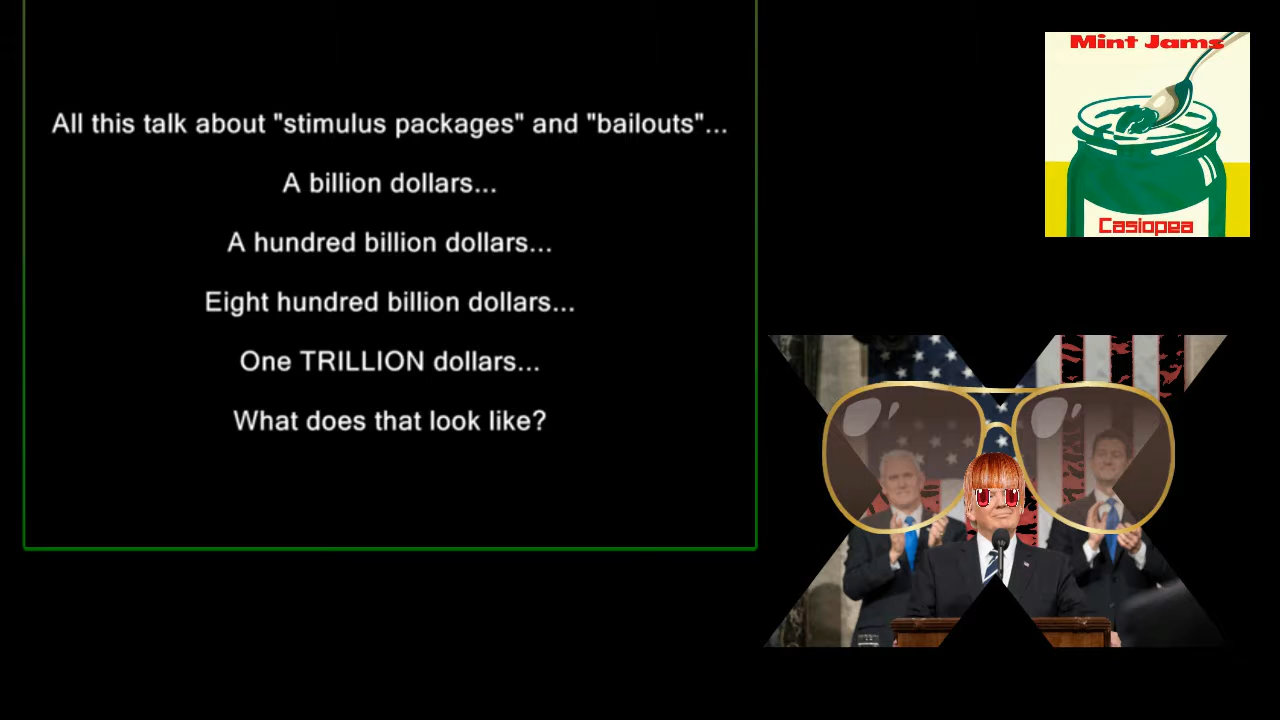 All this talk about "stimulus packages" and "bailouts"...
A billion dollars...
A hundred billion dollars...
Eight hundred billion dollars...
One TRILLION dollars...
What does that look like?
Mint Jams
Casiopea